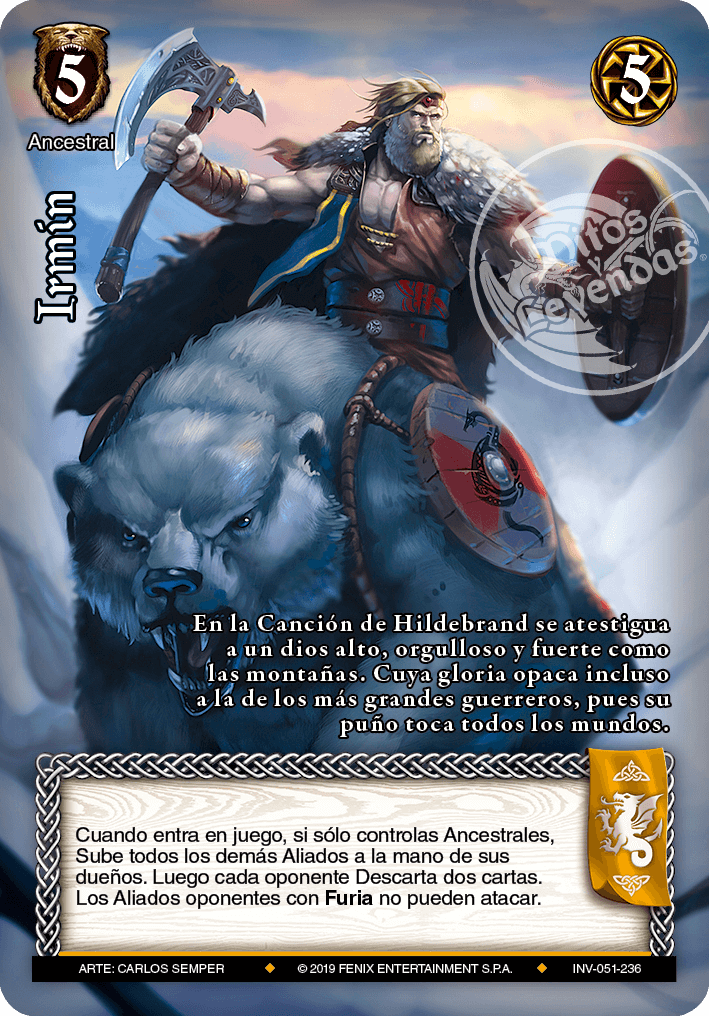 5
5
Ancestral
Irmin
Mitos
y
Leyendas
En la Canción de Hildebrand se atestigua
a un dios alto, orgulloso y fuerte como
las montañas. Cuya gloria opaca incluso
a la de los más grandes guerreros, pues su
puño toca todos los mundos.
Cuando entra en juego, si sólo controlas Ancestrales,
Sube todos los demás Aliados a la mano de sus
dueños. Luego cada oponente Descarta dos cartas.
Los Aliados oponentes con Furia no pueden atacar.
ARTE: CARLOS SEMPER ◆ © 2019 FENIX ENTERTAINMENT S.P.A. ◆ INV-051-236